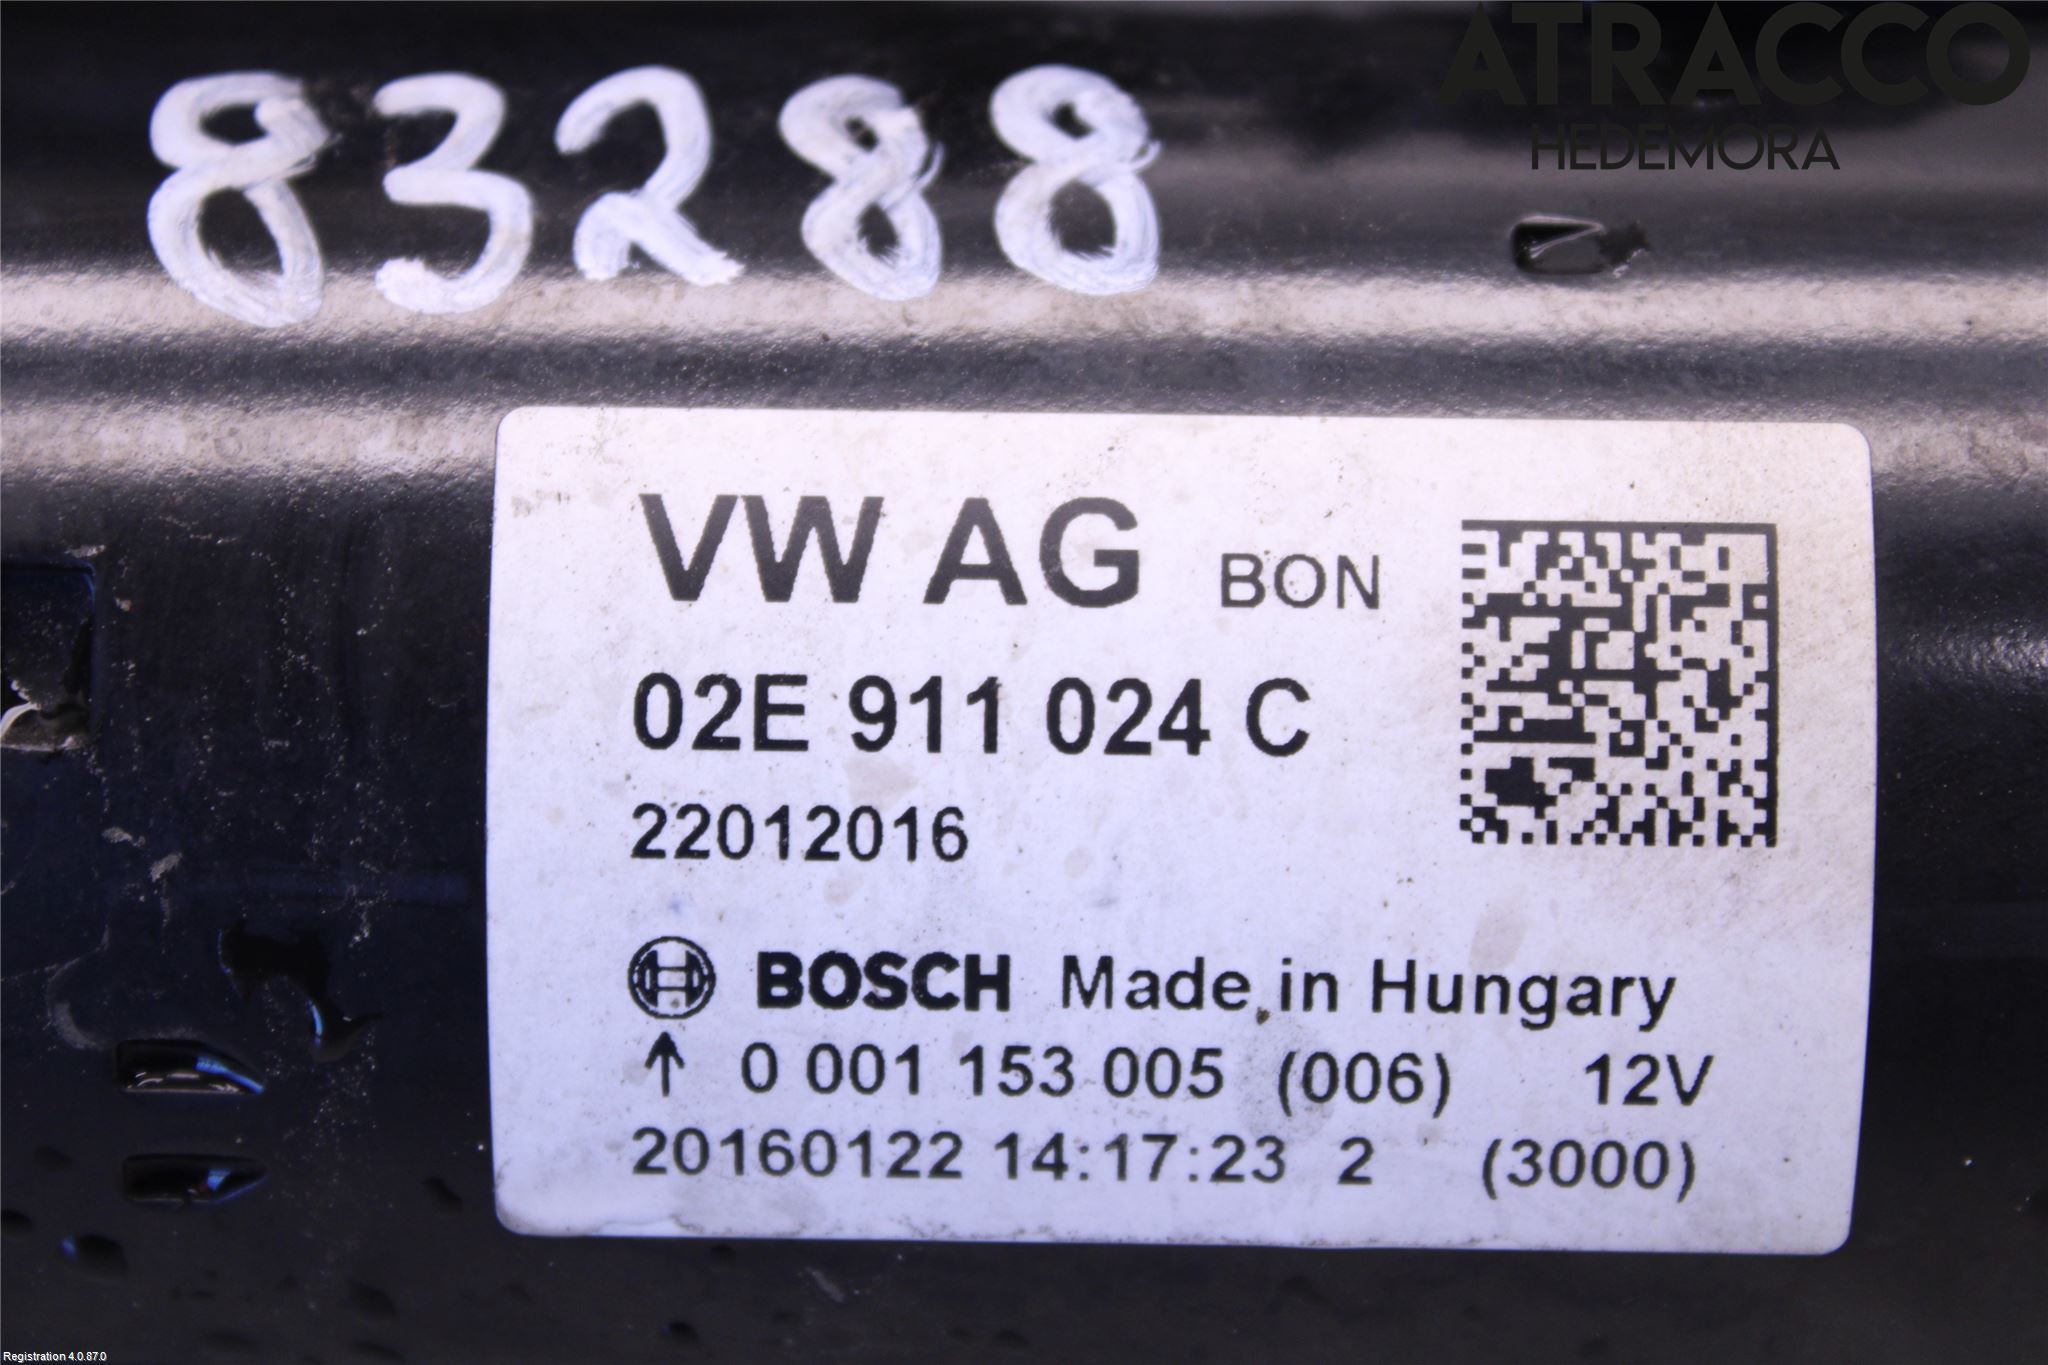 ATRACCO
HEDEMORA
83288
VW AG BON
02E 911 024 C
22012016
BOSCH Made in Hungary
↑ 0 001 153 005 (006) 12V
20160122 14:17:23 2 (3000)
Registration 4.0.87.0